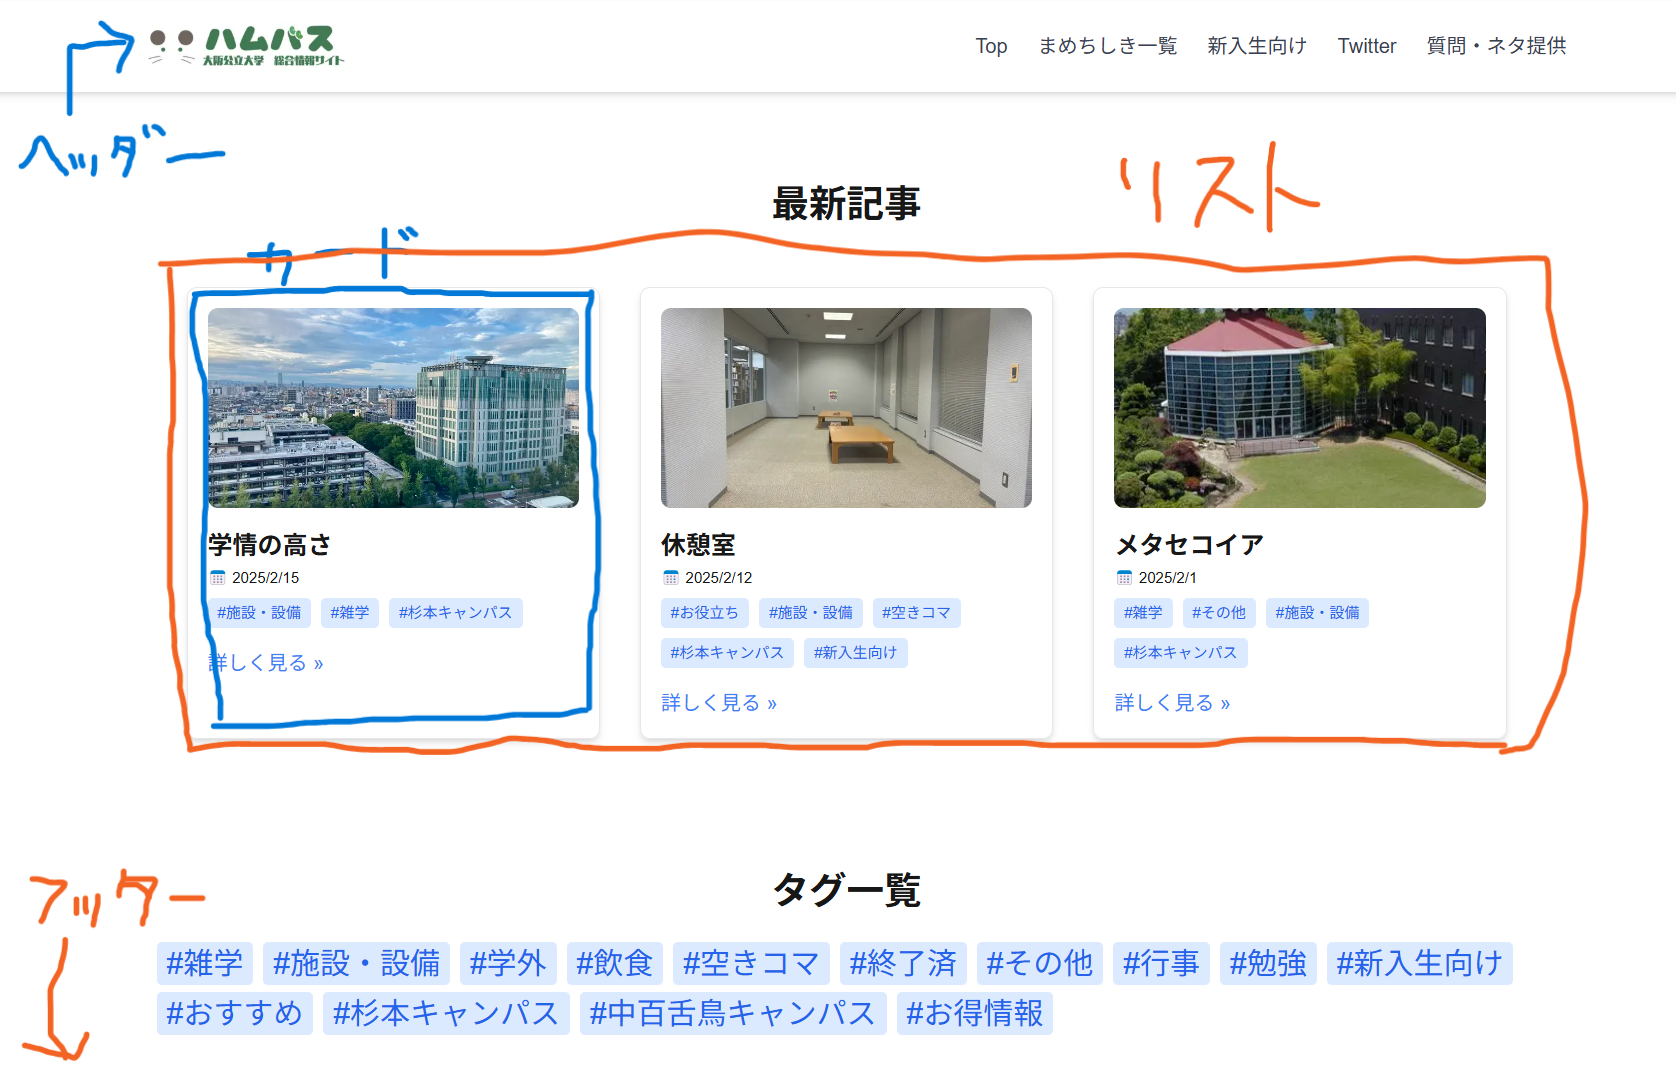 ハムパス
大阪公立大学 総合情報サイト
Top まめちしき一覧 新入生向け Twitter 質問・ネタ提供
ヘッダー
リスト
最新記事
カード
学情の高さ
2025/2/15
#施設・設備 #雑学 #杉本キャンパス
詳しく見る »
休憩室
2025/2/12
#お役立ち #施設・設備 #空きコマ
#杉本キャンパス #新入生向け
詳しく見る »
メタセコイア
2025/2/1
#雑学 #その他 #施設・設備
#杉本キャンパス
詳しく見る »
フッター
タグ一覧
#雑学 #施設・設備 #学外 #飲食 #空きコマ #終了済 #その他 #行事 #勉強 #新入生向け
#おすすめ #杉本キャンパス #中百舌鳥キャンパス #お得情報